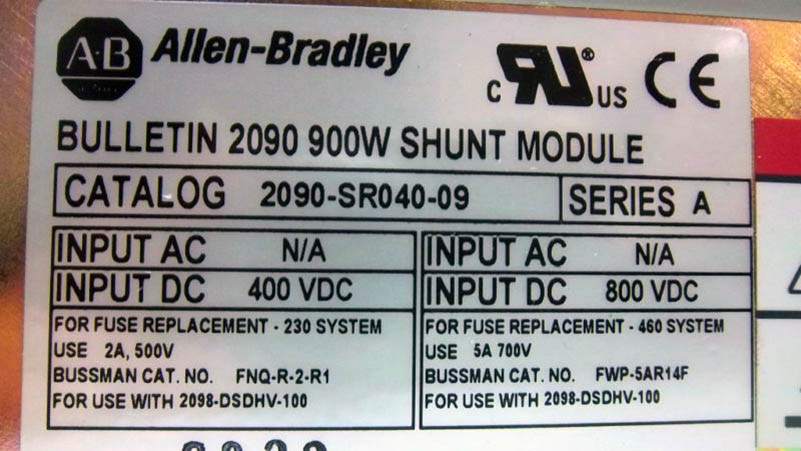 A·B Allen-Bradley
C UR ® US CE
BULLETIN 2090 900W SHUNT MODULE
CATALOG 2090-SR040-09 SERIES A
INPUT AC N/A
INPUT DC 400 VDC
FOR FUSE REPLACEMENT - 230 SYSTEM
USE 2A, 500V
BUSSMAN CAT. NO. FNQ-R-2-R1
FOR USE WITH 2098-DSDHV-100
INPUT AC N/A
INPUT DC 800 VDC
FOR FUSE REPLACEMENT - 460 SYSTEM
USE 5A 700V
BUSSMAN CAT. NO. FWP-5AR14F
FOR USE WITH 2098-DSDHV-100